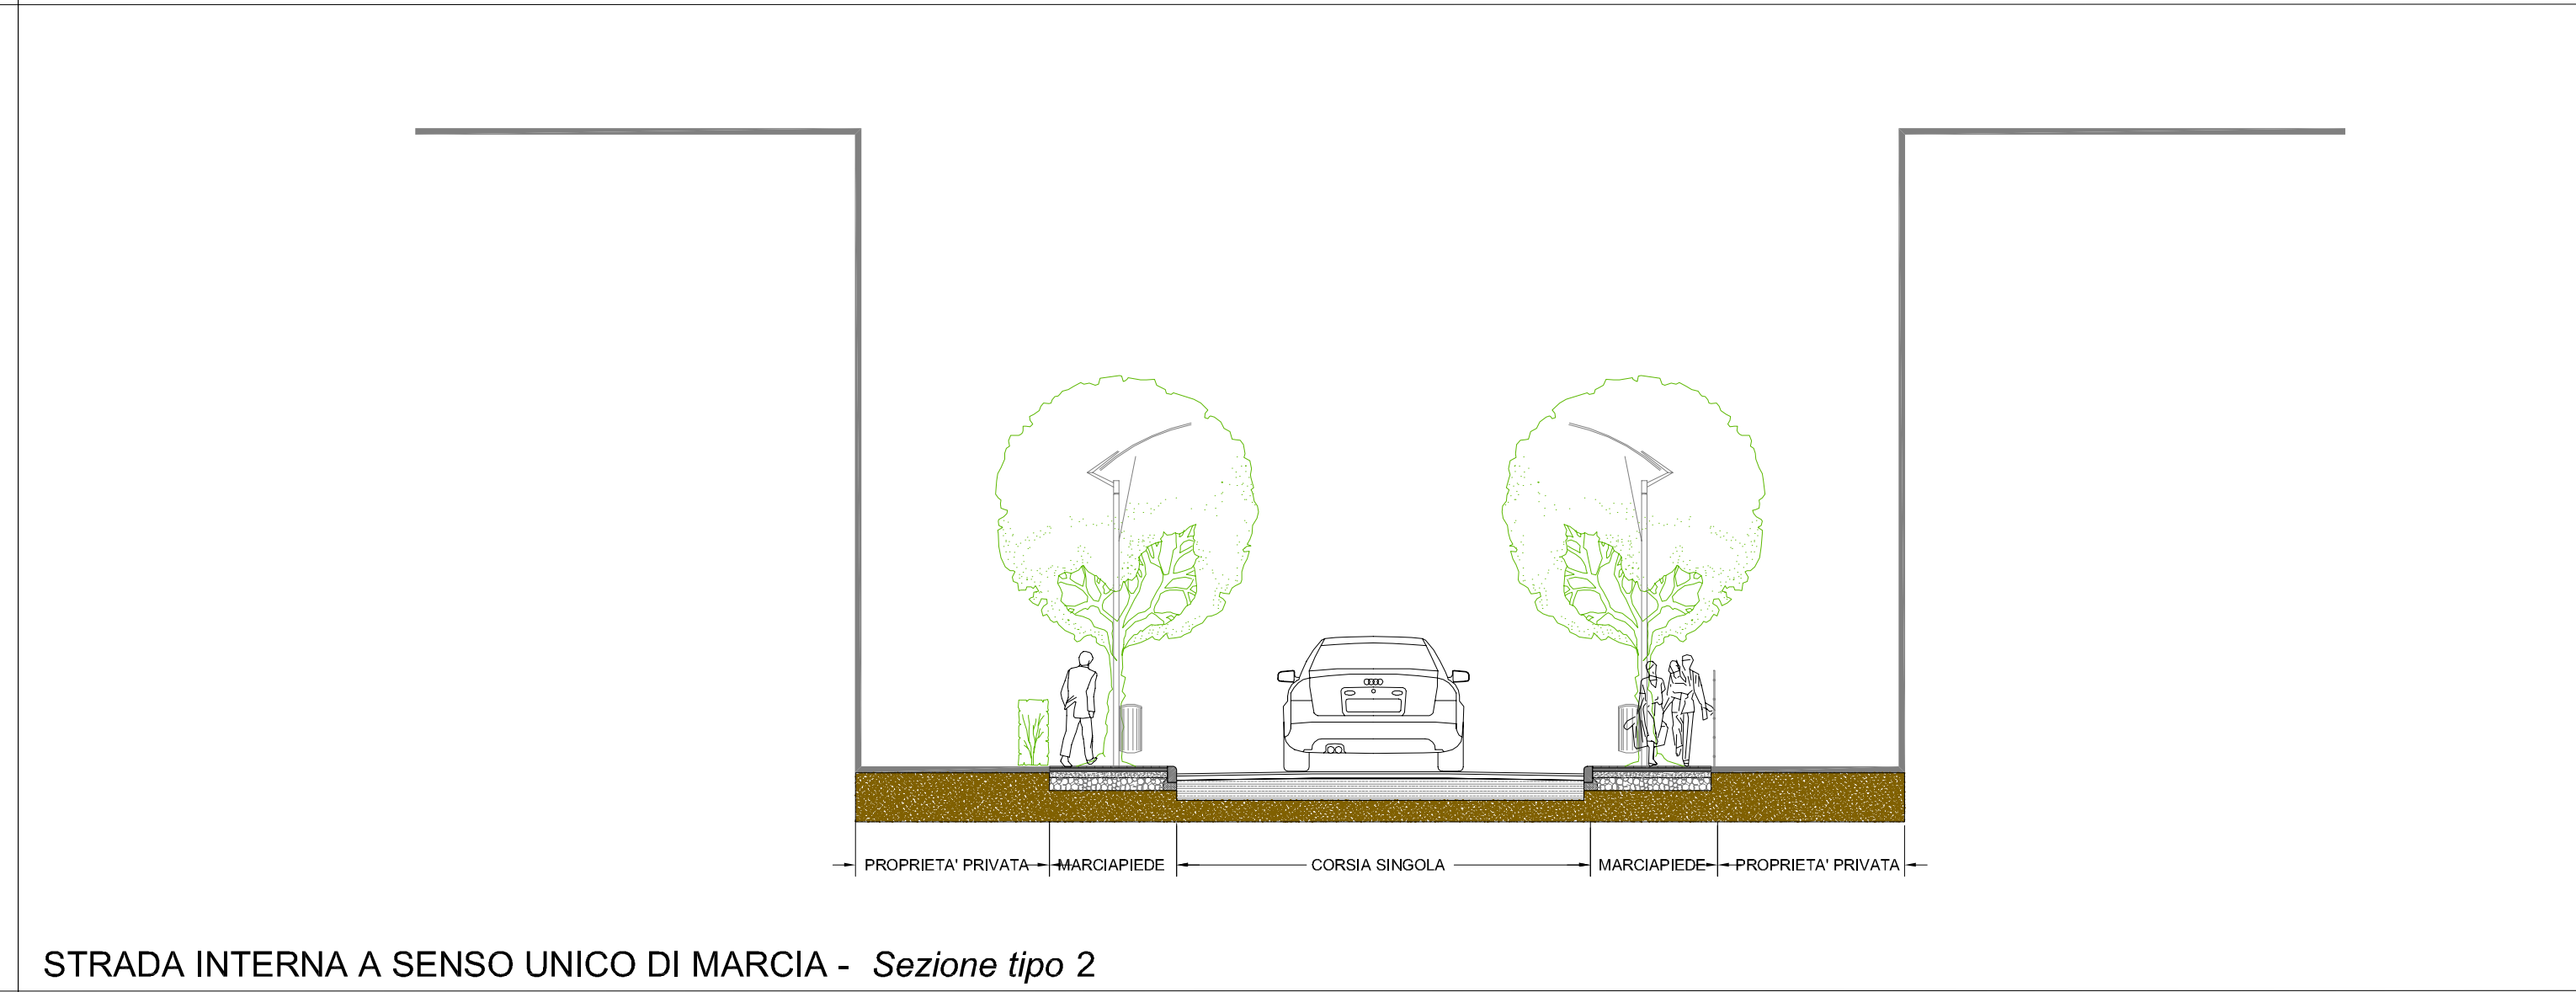 PROPRIETA' PRIVATA MARCIAPIEDE CORSIA SINGOLA MARCIAPIEDE PROPRIETA' PRIVATA
STRADA INTERNA A SENSO UNICO DI MARCIA - Sezione tipo 2